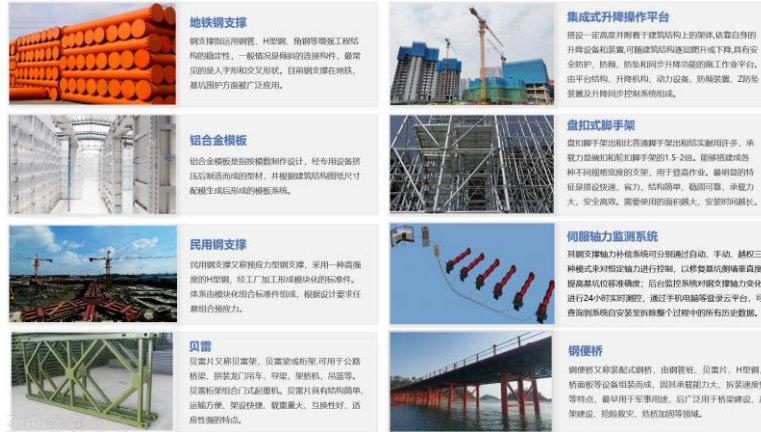 地铁钢支撑
钢支撑指运用钢管、H型钢、角钢等增强工程结
构的稳定性，一般情况是倾斜的连接构件，最常
见的是人字形和交叉形状。目前钢支撑在地铁、
基坑围护方面被广泛应用。
铝合金模板
铝合金模板是指按模数制作设计，经专用设备挤
压后制造而成的型材，并根据建筑结构图纸尺寸
配模生成后形成的模板系统。
民用钢支撑
民用钢支撑又称预应力型钢支撑，采用一种高强
度的H型钢，经工厂加工形成模块化的标准件。
体系由模块化组合标准件组成，根据设计要求任
意组合预应力。
贝雷
贝雷片又称贝雷架，贝雷梁或桁架,可用于公路
桥梁，拼装龙门吊车、导梁、架桥机、吊篮等。
贝雷桁架组合门式起重机。贝雷片具有结构简单、
运输方便、架设快捷、载重量大、互换性好、适
应性强的特点。
集成式升降操作平台
搭设一定高度并附着于建筑结构上的架体,依靠自身的
升降设备和装置,可随建筑结构逐层爬升或下降,具有安
全防护、防倾、防坠和同步升降功能的施工作业平台。
由平台结构、升降机构、动力设备、防倾装置、Z防坠
装置及升降同步控制系统组成。
盘扣式脚手架
盘扣脚手架出相比普通脚手架出相结实耐用许多，承
载力是碗扣和轮扣脚手架的1.5-2倍。能够搭建成各
种不同规格宽度的支架，用于登高作业。最明显的特
征是搭设快速，省力，结构简单，稳固可靠，承载力
大，安全高效。需要使用的面积越大，安装时间越长。
伺服轴力监测系统
其钢支撑轴力补偿系统可分别通过自动、手动、越权三
种模式来对恒定轴力进行控制，以修复基坑侧墙垂直度
提高基坑位移准确度；后台监控系统对钢支撑轴力变化
进行24小时实时测控，通过手机电脑等登录云平台，可
查询到系统自安装至拆除整个过程中的所有历史数据。
钢便桥
钢便桥又称装配式钢桥，由钢管桩、贝雷片、H型钢、
桥面板等设备组装而成，因其承载能力大、拆装速度快
等特点，最早用于军事用途，后广泛用于桥梁建设、高
架建设，抢险救灾、危桥加固等领域。